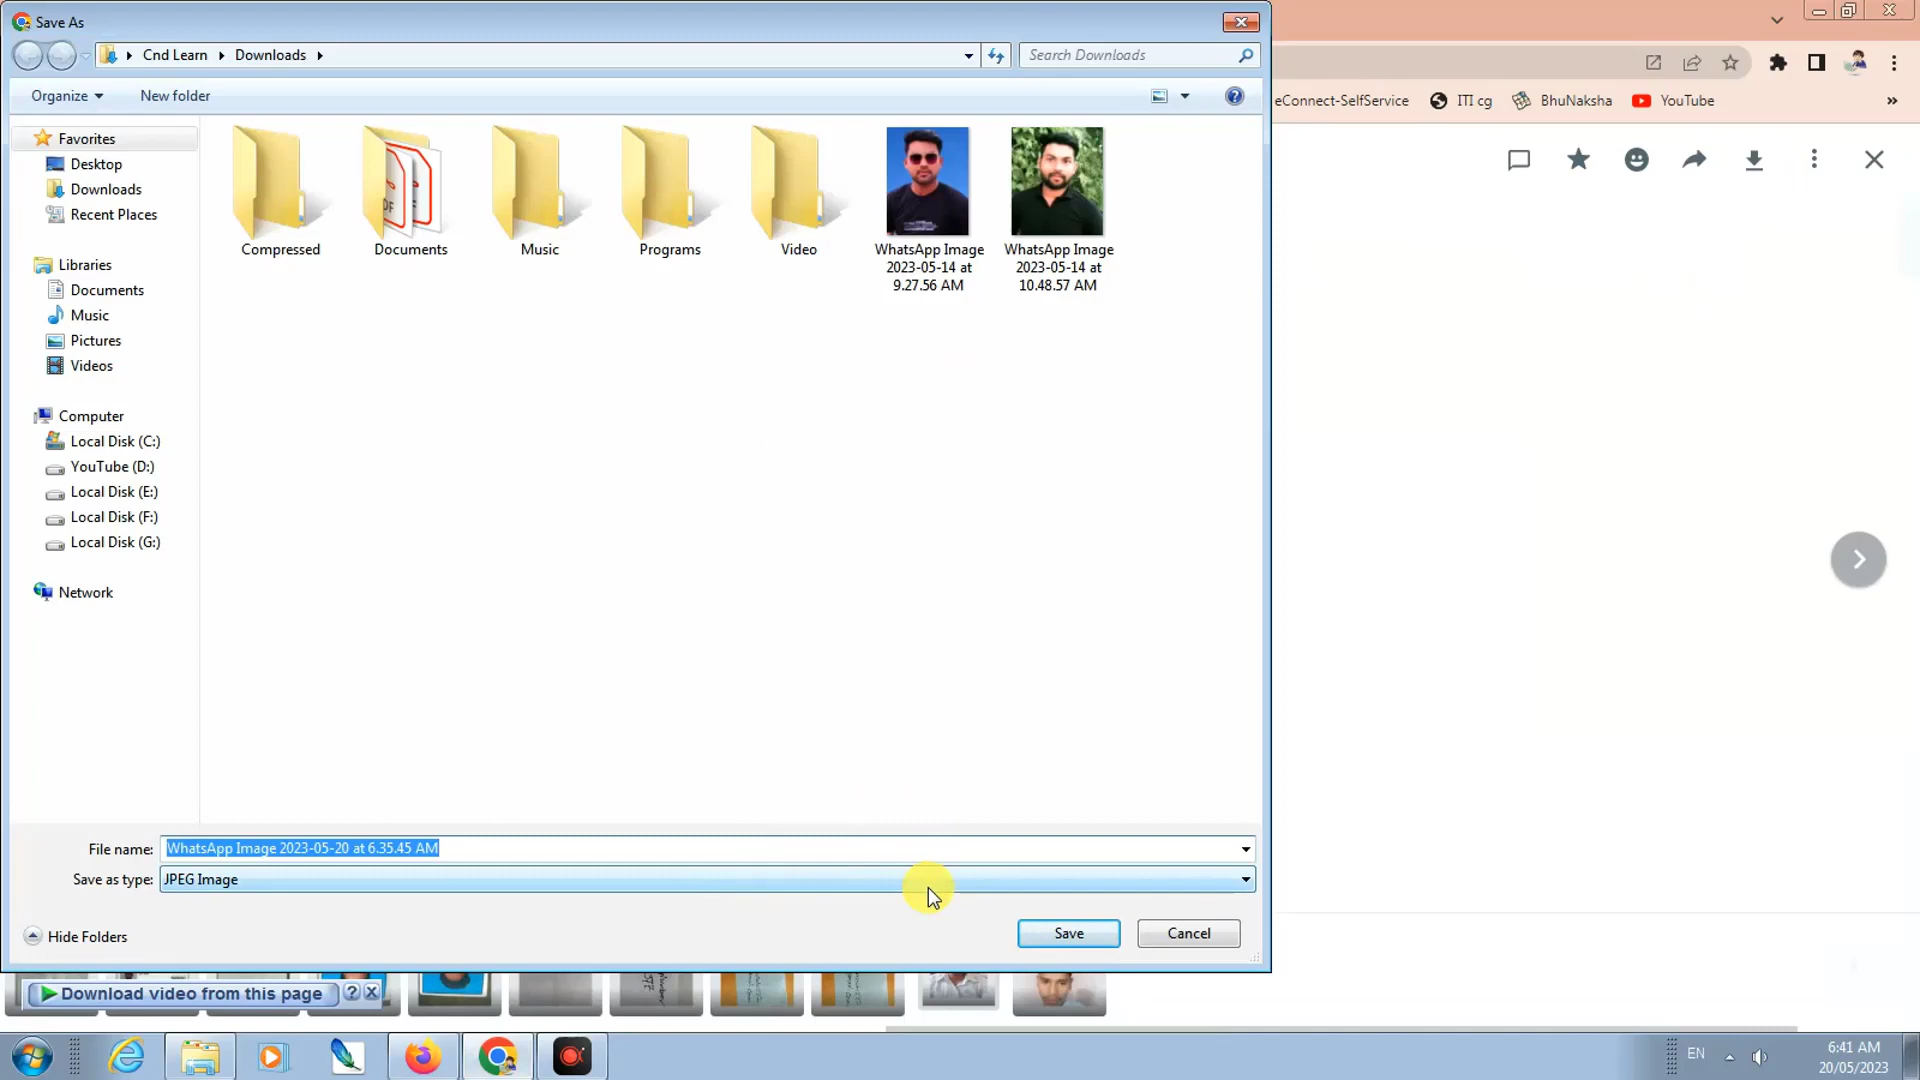 Save As
Cnd Learn
Downloads
Search Downloads
eConnect-SelfService
ITI cg
BhuNaksha
YouTube
»
Organize
New folder
Favorites
Desktop
Downloads
Recent Places
Libraries
Documents
Music
Pictures
Videos
Computer
Local Disk (C:)
YouTube (D:)
Local Disk (E:)
Local Disk (F:)
Local Disk (G:)
Network
Compressed
Documents
Music
Programs
Video
WhatsApp Image
2023-05-14 at
9.27.56 AM
WhatsApp Image
2023-05-14 at
10.48.57 AM
File name:
WhatsApp Image 2023-05-20 at 6.35.45 AM
Save as type:
JPEG Image
Hide Folders
Save
Cancel
Download video from this page
?
EN
6:41 AM
20/05/2023